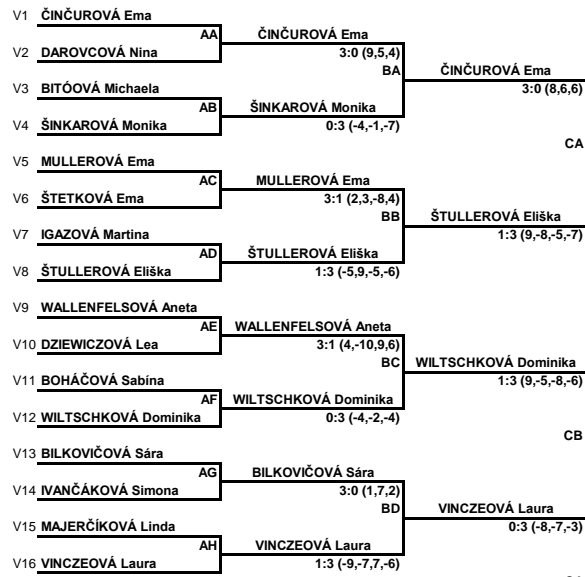 V1 ČINČUROVÁ Ema
AA ČINČUROVÁ Ema
V2 DAROVCOVÁ Nina 3:0 (9,5,4)
BA ČINČUROVÁ Ema
V3 BITÓOVÁ Michaela 3:0 (8,6,6)
AB ŠINKAROVÁ Monika
V4 ŠINKAROVÁ Monika 0:3 (-4,-1,-7)
CA
V5 MULLEROVÁ Ema
AC MULLEROVÁ Ema
V6 ŠTETKOVÁ Ema 3:1 (2,3,-8,4)
BB ŠTULLEROVÁ Eliška
V7 IGAZOVÁ Martina 1:3 (9,-8,-5,-7)
AD ŠTULLEROVÁ Eliška
V8 ŠTULLEROVÁ Eliška 1:3 (-5,9,-5,-6)
V9 WALLENFELSOVÁ Aneta
AE WALLENFELSOVÁ Aneta
V10 DZIEWICZOVÁ Lea 3:1 (4,-10,9,6)
BC WILTSCHKOVÁ Dominika
V11 BOHÁČOVÁ Sabína 1:3 (9,-5,-8,-6)
AF WILTSCHKOVÁ Dominika
V12 WILTSCHKOVÁ Dominika 0:3 (-4,-2,-4)
CB
V13 BILKOVIČOVÁ Sára
AG BILKOVIČOVÁ Sára
V14 IVANČÁKOVÁ Simona 3:0 (1,7,2)
BD VINCZEOVÁ Laura
V15 MAJERČÍKOVÁ Linda 0:3 (-8,-7,-3)
AH VINCZEOVÁ Laura
V16 VINCZEOVÁ Laura 1:3 (-9,-7,7,-6)